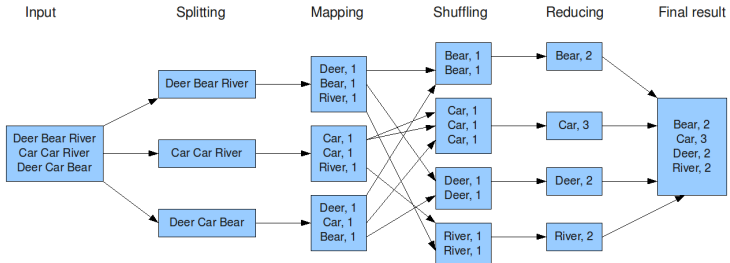 Input
Splitting
Mapping
Shuffling
Reducing
Final result
Deer Bear River
Car Car River
Deer Car Bear
Deer Bear River
Car Car River
Deer Car Bear
Deer, 1
Bear, 1
River, 1
Car, 1
Car, 1
River, 1
Deer, 1
Car, 1
Bear, 1
Bear, 1
Bear, 1
Car, 1
Car, 1
Car, 1
Deer, 1
Deer, 1
River, 1
River, 1
Bear, 2
Car, 3
Deer, 2
River, 2
Bear, 2
Car, 3
Deer, 2
River, 2